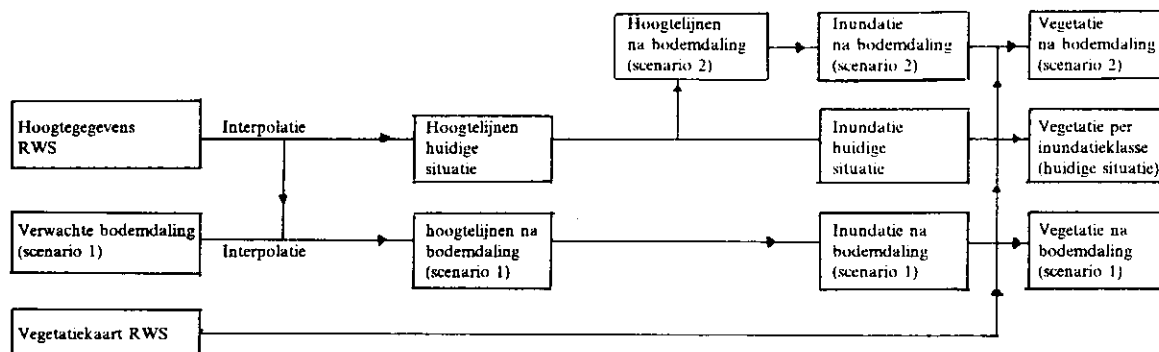 Hoogtelijnen
na bodemdaling
(scenario 2)
Inundatie
na bodemdaling
(scenario 2)
Vegetatie
na bodemdaling
(scenario 2)
Hoogtegegevens
RWS
Interpolatie
Hoogtelijnen
huidige
situatie
Inundatie
huidige
situatie
Vegetatie per
inundatieklasse
(huidige situatie)
Verwachte bodemdaling
(scenario 1)
Interpolatie
hoogtelijnen na
bodemdaling
(scenario 1)
Inundatie na
bodemdaling
(scenario 1)
Vegetatie na
bodemdaling
(scenario 1)
Vegetatiekaart RWS